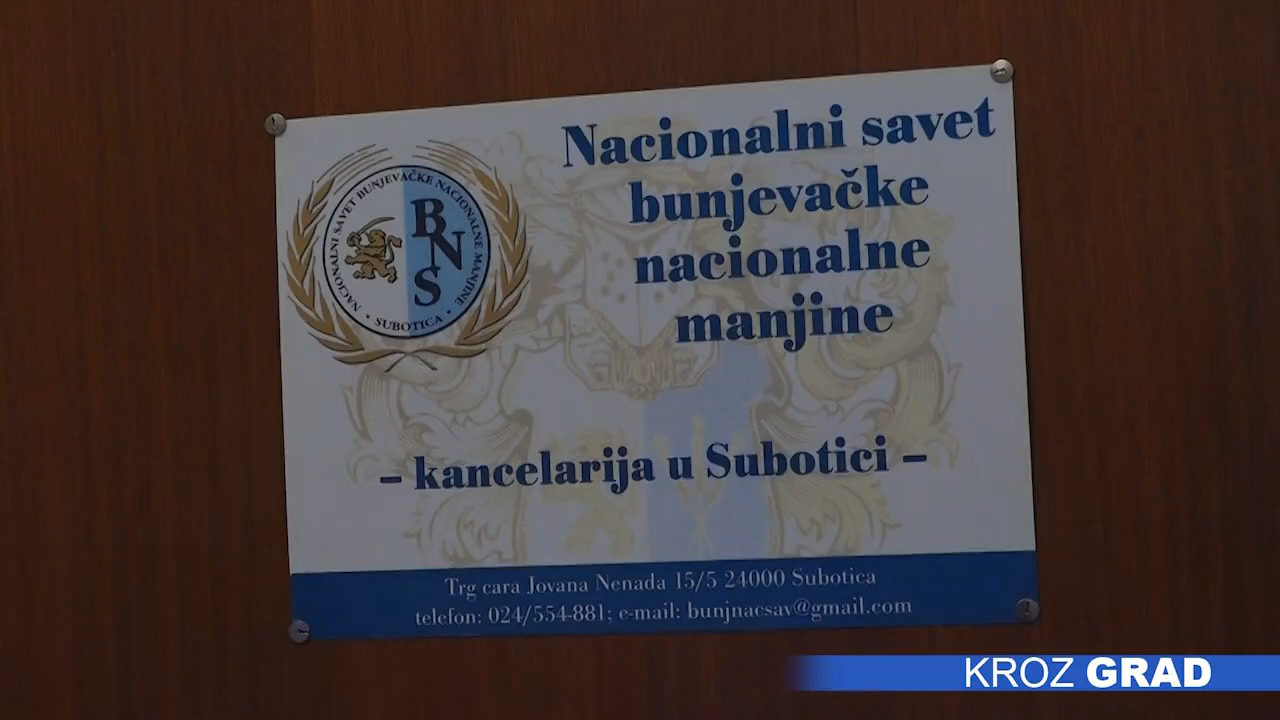 Nacionalni savet
bunjevačke
nacionalne
manjine
NACIONALNI SAVET BUNJEVAČKE NACIONALNE MANJINE
• SUBOTICA •
BNS
– kancelarija u Subotici –
Trg cara Jovana Nenada 15/5 24000 Subotica
telefon: 024/554-881; e-mail: bunjnacsav@gmail.com
KROZ GRAD